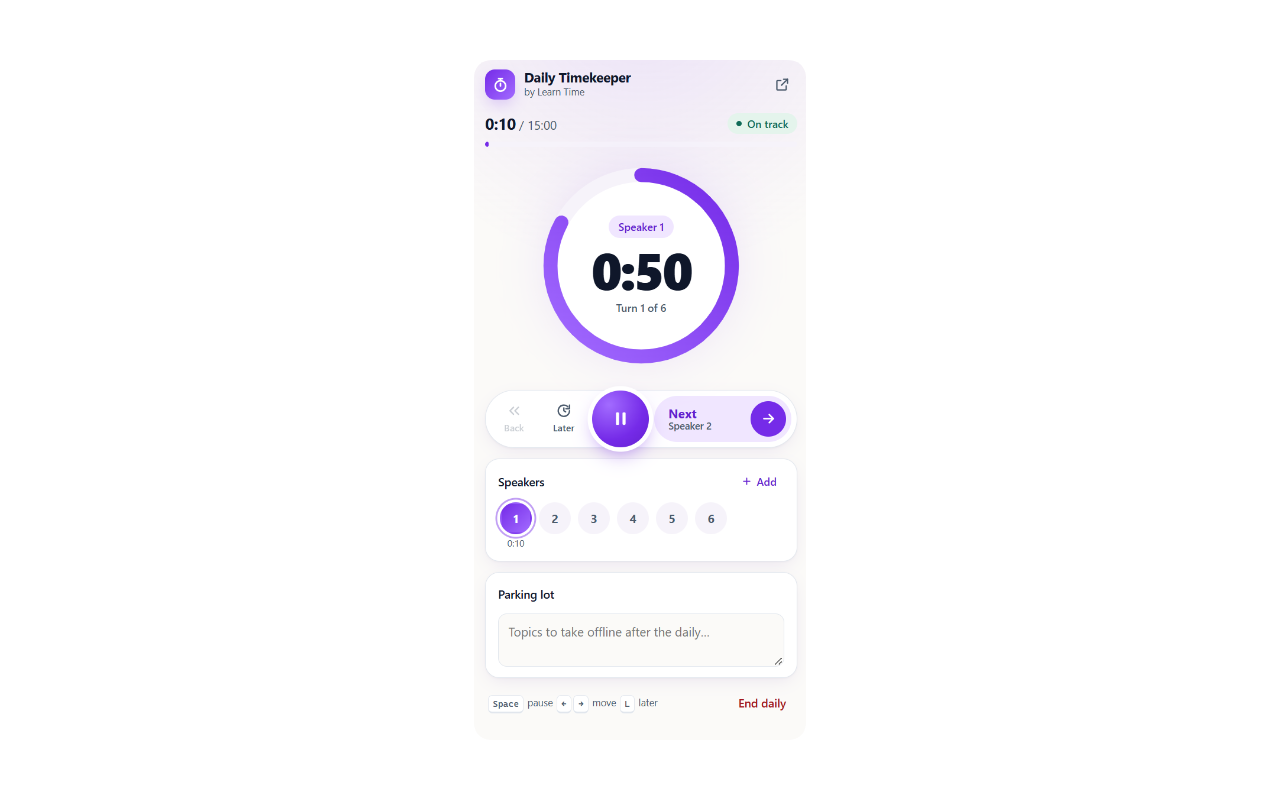 Daily Timekeeper
by Learn Time
0:10 / 15:00
On track
Speaker 1
0:50
Turn 1 of 6
Back
Later
Next
Speaker 2
Speakers
+ Add
1 2 3 4 5 6
0:10
Parking lot
Topics to take offline after the daily...
Space pause ← → move L later
End daily